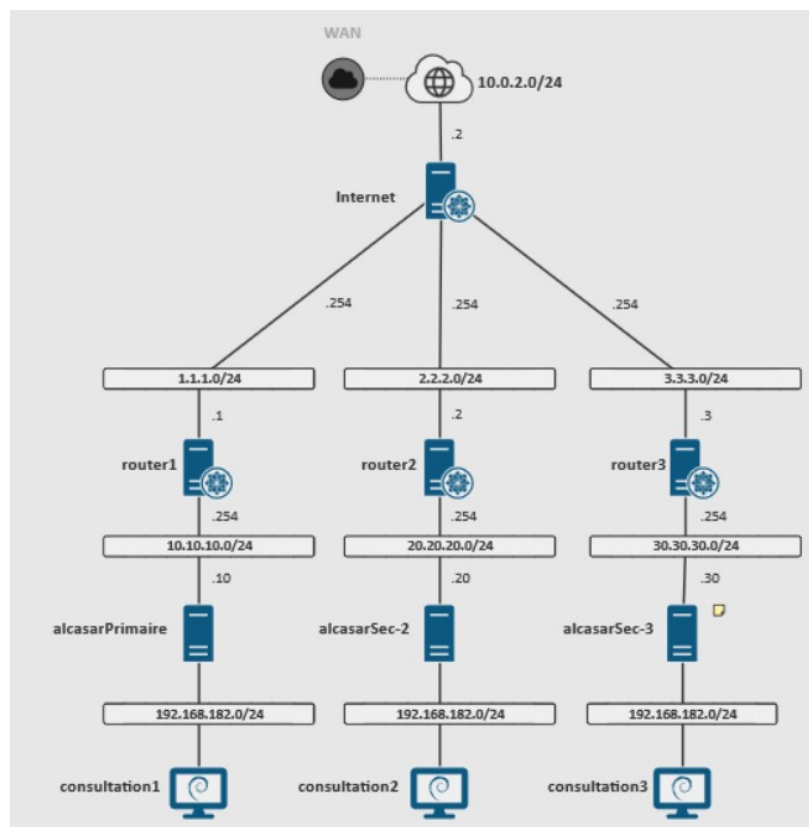 WAN
10.0.2.0/24
.2
Internet
.254
.254
.254
1.1.1.0/24
2.2.2.0/24
3.3.3.0/24
.1
.2
.3
router1
router2
router3
.254
.254
.254
10.10.10.0/24
20.20.20.0/24
30.30.30.0/24
.10
.20
.30
alcasarPrimaire
alcasarSec-2
alcasarSec-3
192.168.182.0/24
192.168.182.0/24
192.168.182.0/24
consultation1
consultation2
consultation3